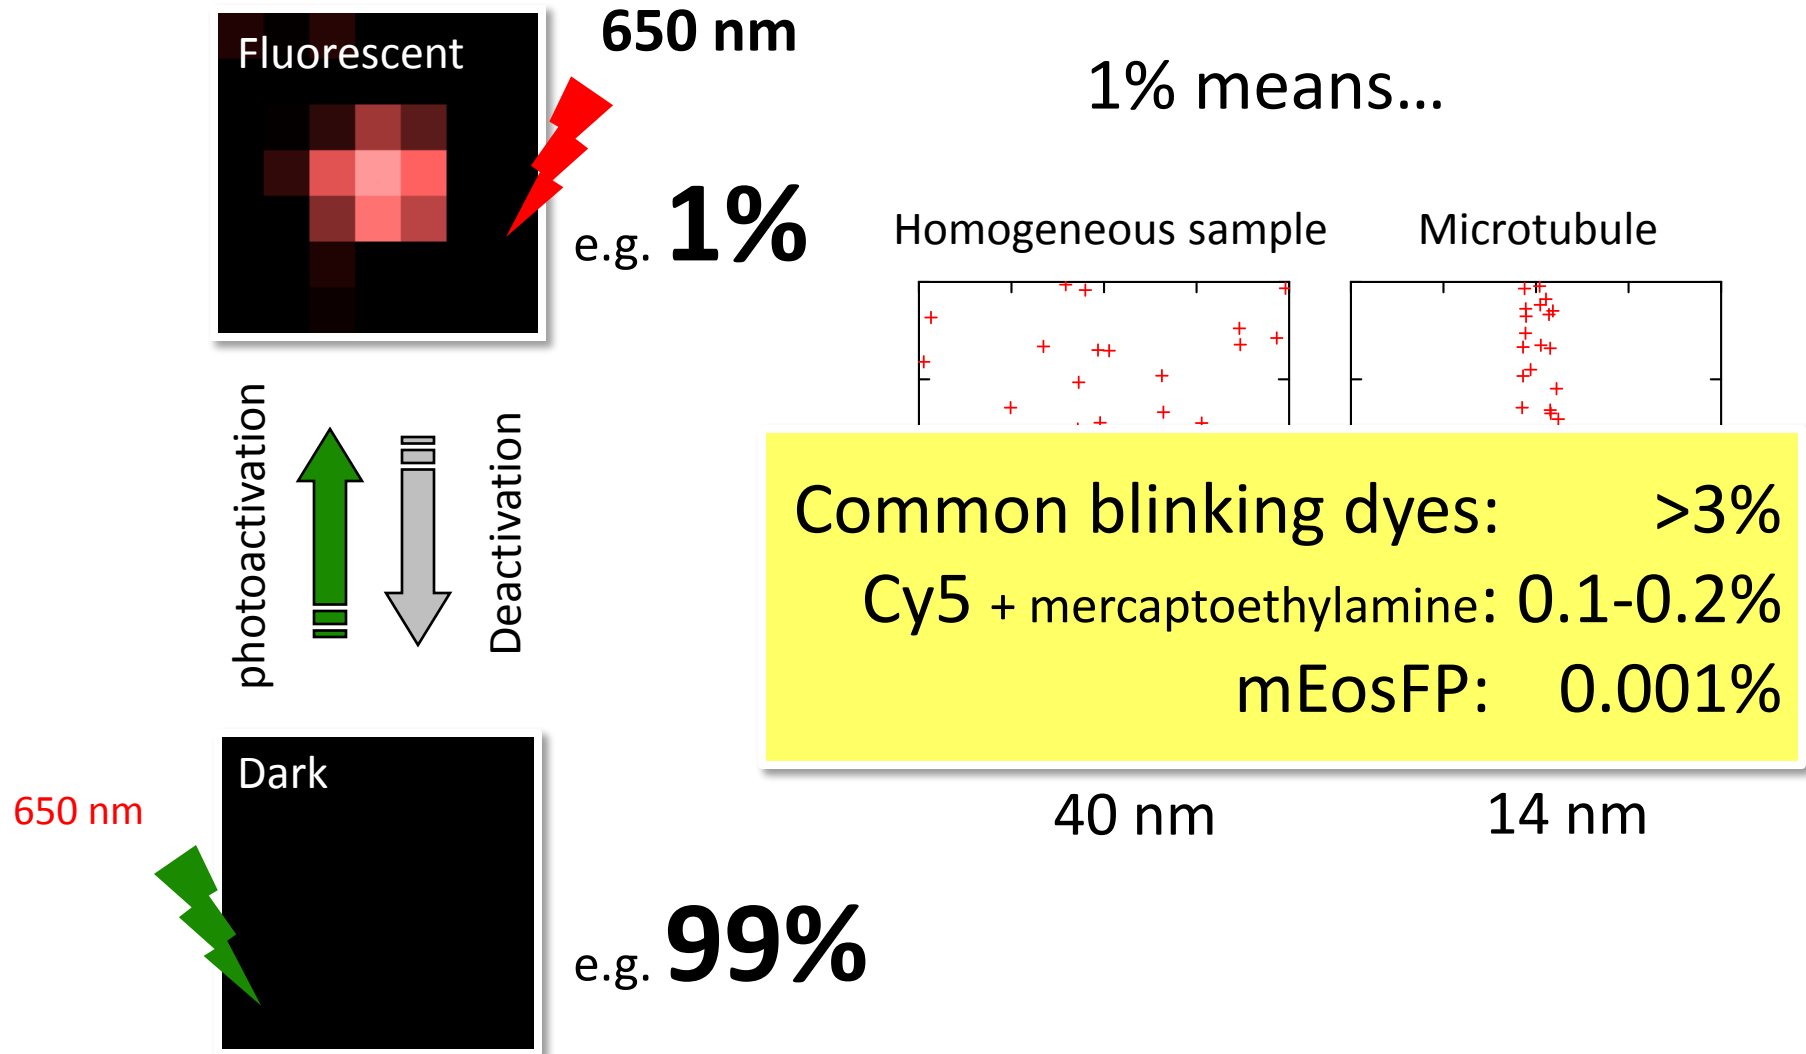 Fluorescent
650 nm
e.g. 1%
photoactivation
Deactivation
Dark
650 nm
e.g. 99%
1% means...
Homogeneous sample
Microtubule
Common blinking dyes: >3%
Cy5 + mercaptoethylamine: 0.1-0.2%
mEosFP: 0.001%
40 nm
14 nm